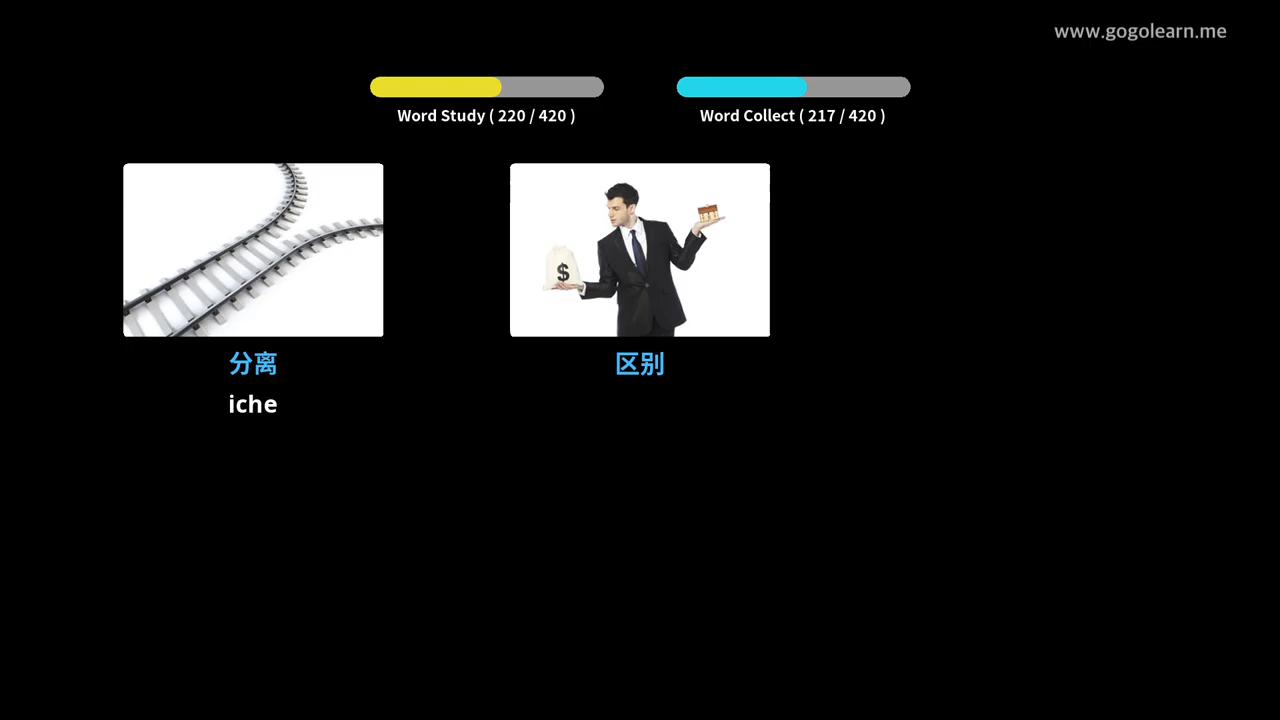 www.gogolearn.me
Word Study ( 220 / 420 )
Word Collect ( 217 / 420 )
$
分离
区别
iche